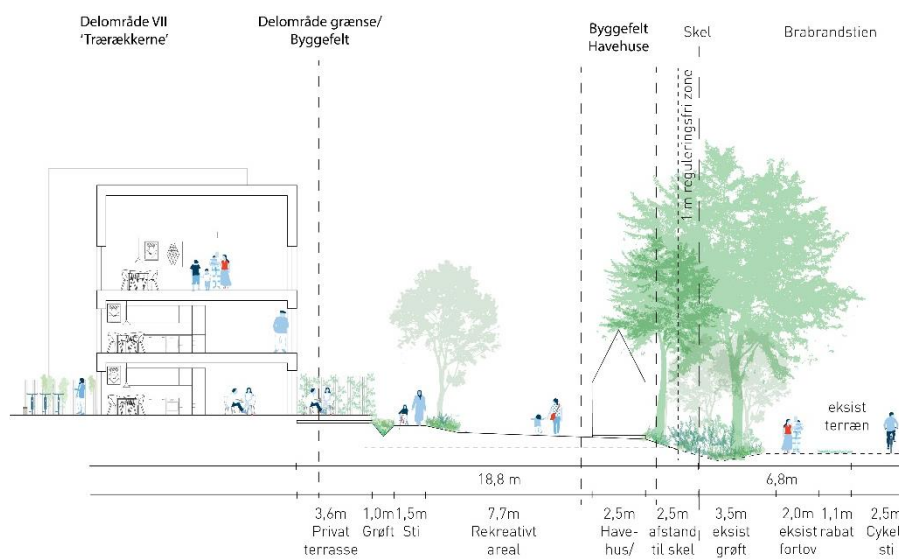 Delområde VII
'Trærækkerne'
Delområde grænse/
Byggefelt
Byggefelt
Havehuse
Skel
Brabrandstien
1 m reguleringsfri zone
eksist
terræn
18,8 m
6,8m
3,6m
Privat
terrasse
1,0m
Grøft
1,5m
Sti
7,7m
Rekreativt
areal
2,5m
Have-
hus/
2,5m
afstand
til skel
3,5m
eksist
grøft
2,0m
eksist
forlov
1,1m
rabat
2,5m
Cykel
sti